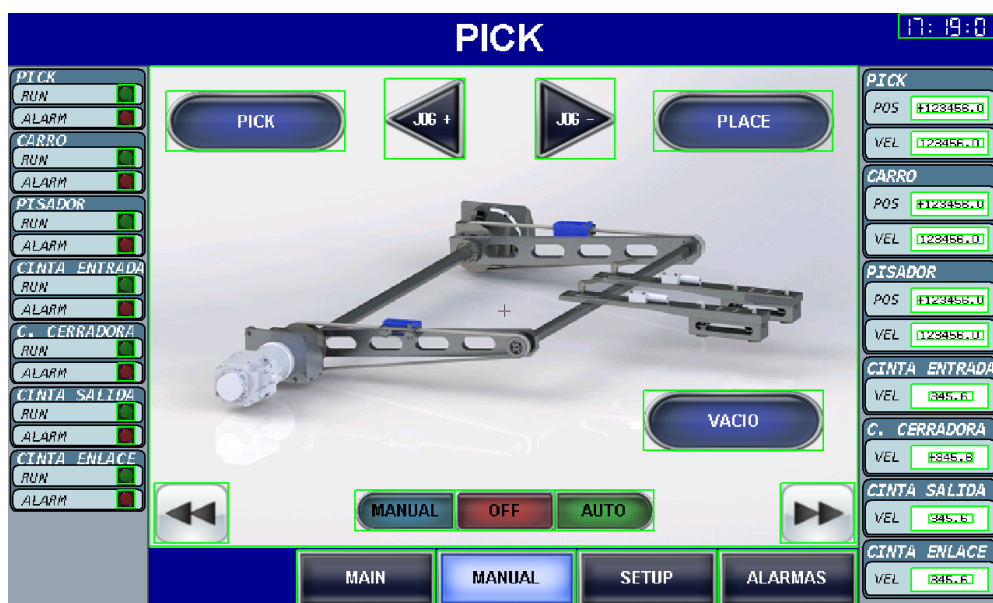 PICK
17:19:0
PICK
RUN
ALARM
CARRO
RUN
ALARM
PISADOR
RUN
ALARM
CINTA ENTRADA
RUN
ALARM
C. CERRADORA
RUN
ALARM
CINTA SALIDA
RUN
ALARM
CINTA ENLACE
RUN
ALARM
PICK
JOG +
JOG -
PLACE
VACIO
MANUAL OFF AUTO
MAIN MANUAL SETUP ALARMAS
PICK
POS +123456.0
VEL 123456.0
CARRO
POS +123456.0
VEL 123456.0
PISADOR
POS +123456.0
VEL 123456.0
CINTA ENTRADA
VEL 345.6
C. CERRADORA
VEL +345.6
CINTA SALIDA
VEL 345.6
CINTA ENLACE
VEL 345.6